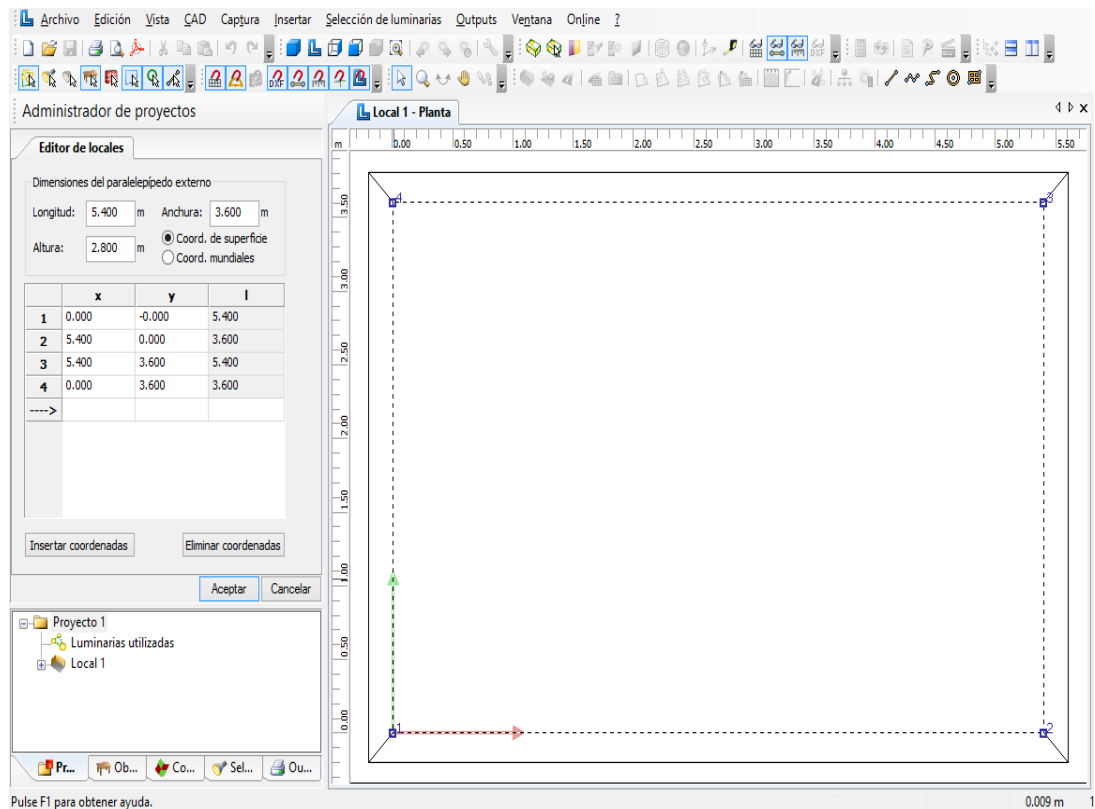 Archivo Edición Vista CAD Captura Insertar Selección de luminarias Outputs Ventana Online ?
Administrador de proyectos
Local 1 - Planta
Editor de locales
m 0.00 0.50 1.00 1.50 2.00 2.50 3.00 3.50 4.00 4.50 5.00 5.50
Dimensiones del paralelepípedo externo
Longitud: 5.400 m Anchura: 3.600 m
Altura: 2.800 m
Coord. de superficie
Coord. mundiales
x y l
1 0.000 -0.000 5.400
2 5.400 0.000 3.600
3 5.400 3.600 5.400
4 0.000 3.600 3.600
---->
Insertar coordenadas Eliminar coordenadas
Aceptar Cancelar
Proyecto 1
Luminarias utilizadas
Local 1
Pr... Ob... Co... Sel... Ou...
3.50
3.00
2.50
2.00
1.50
1.00
0.50
0.00
4 3
1 2
DXF
DXF
Pulse F1 para obtener ayuda. 0.009 m 1